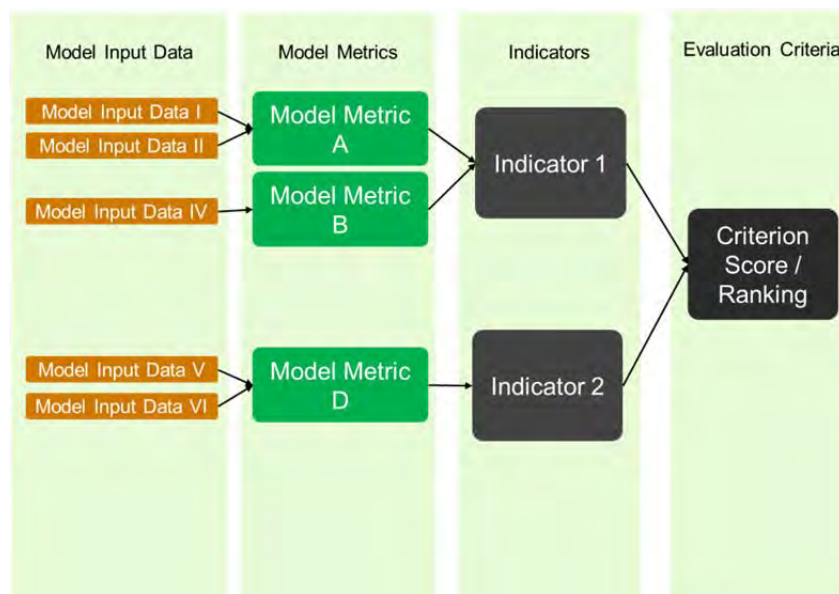 Model Input Data
Model Metrics
Indicators
Evaluation Criteria
Model Input Data I
Model Input Data II
Model Input Data IV
Model Input Data V
Model Input Data VI
Model Metric
A
Model Metric
B
Model Metric
D
Indicator 1
Indicator 2
Criterion
Score /
Ranking